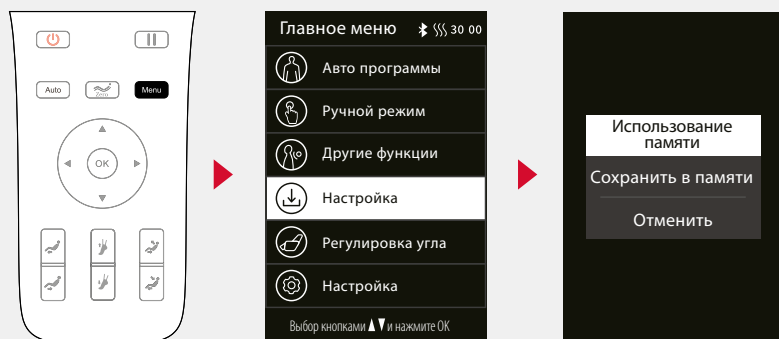 Auto
Zero
Menu
OK
Главное меню 30 00
Авто программы
Ручной режим
Другие функции
Настройка
Регулировка угла
Настройка
Выбор кнопками ▲▼ и нажмите OK
Использование
памяти
Сохранить в памяти
Отменить